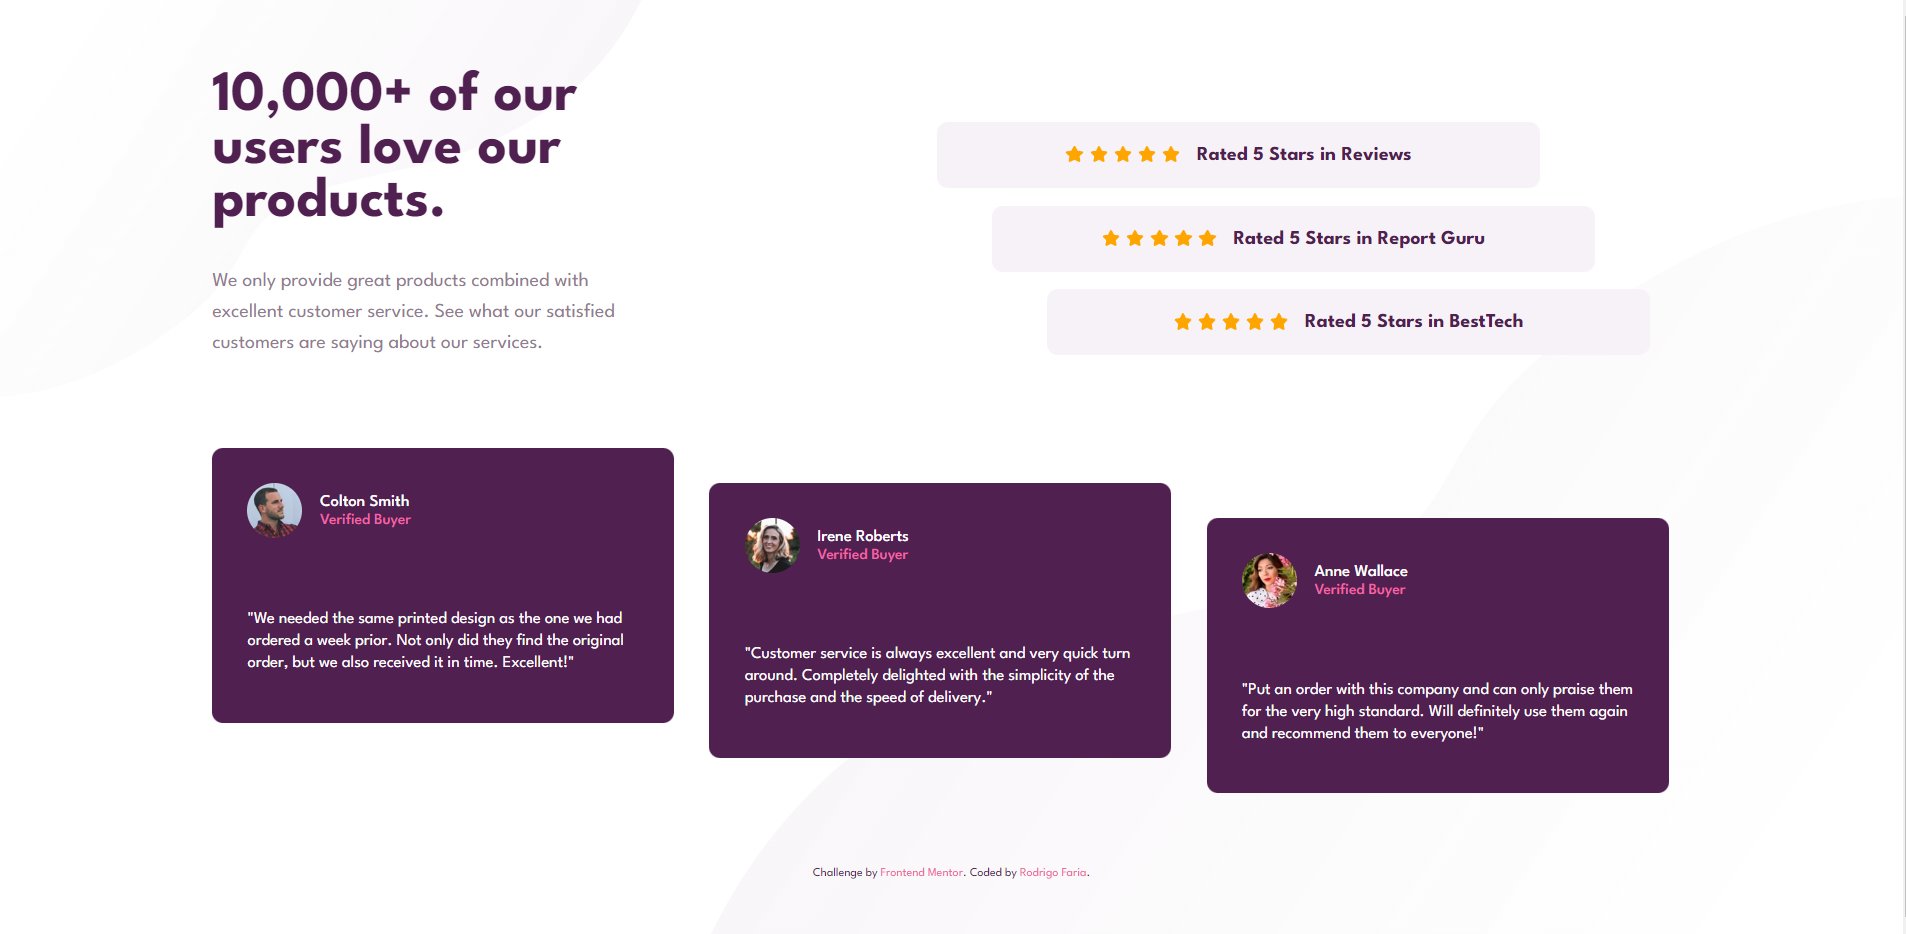 10,000+ of our
users love our
products.
We only provide great products combined with
excellent customer service. See what our satisfied
customers are saying about our services.
Rated 5 Stars in Reviews
Rated 5 Stars in Report Guru
Rated 5 Stars in BestTech
Colton Smith
Verified Buyer
"We needed the same printed design as the one we had
ordered a week prior. Not only did they find the original
order, but we also received it in time. Excellent!"
Irene Roberts
Verified Buyer
"Customer service is always excellent and very quick turn
around. Completely delighted with the simplicity of the
purchase and the speed of delivery."
Anne Wallace
Verified Buyer
"Put an order with this company and can only praise them
for the very high standard. Will definitely use them again
and recommend them to everyone!"
Challenge by Frontend Mentor. Coded by Rodrigo Faria.